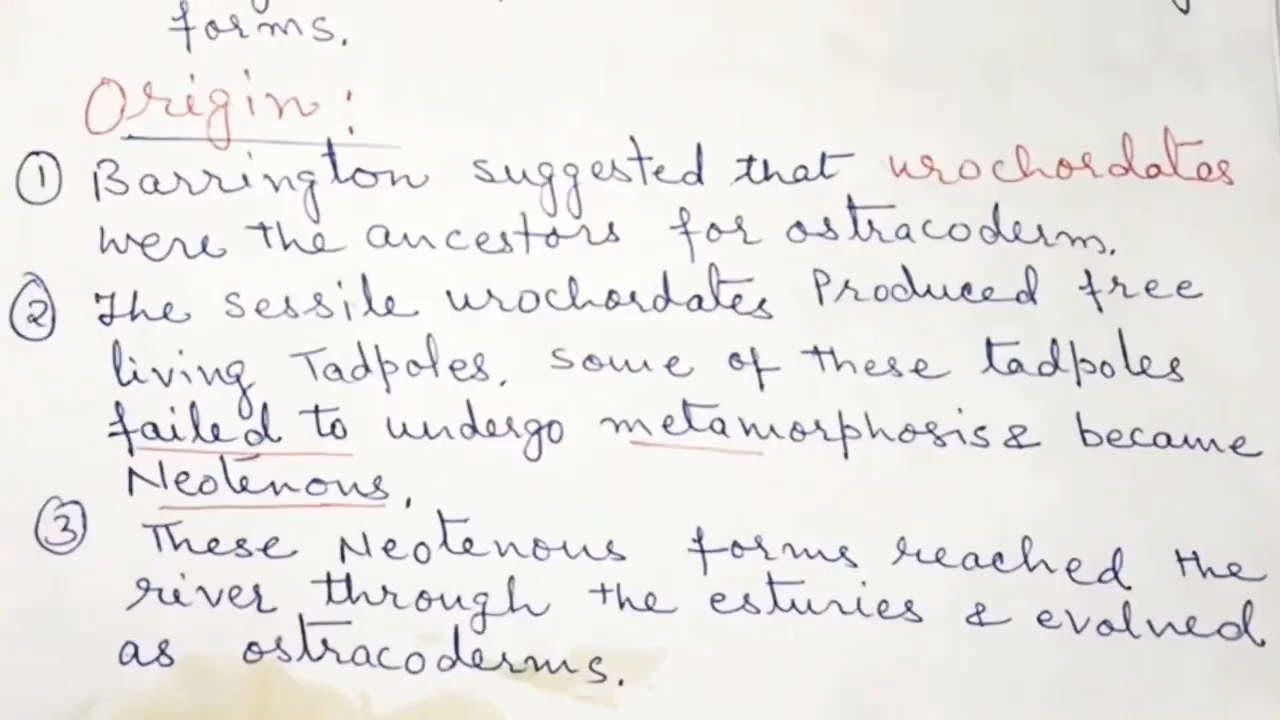 forms.
Origin:
① Barrington suggested that urochordates
were the ancestors for ostracoderm.
② The sessile urochordates Produced free
living Tadpoles. some of these tadpoles
failed to undergo metamorphosis & became
Neotenous.
③ These Neotenous forms reached the
river through the esturies & evolved
as ostracoderms.